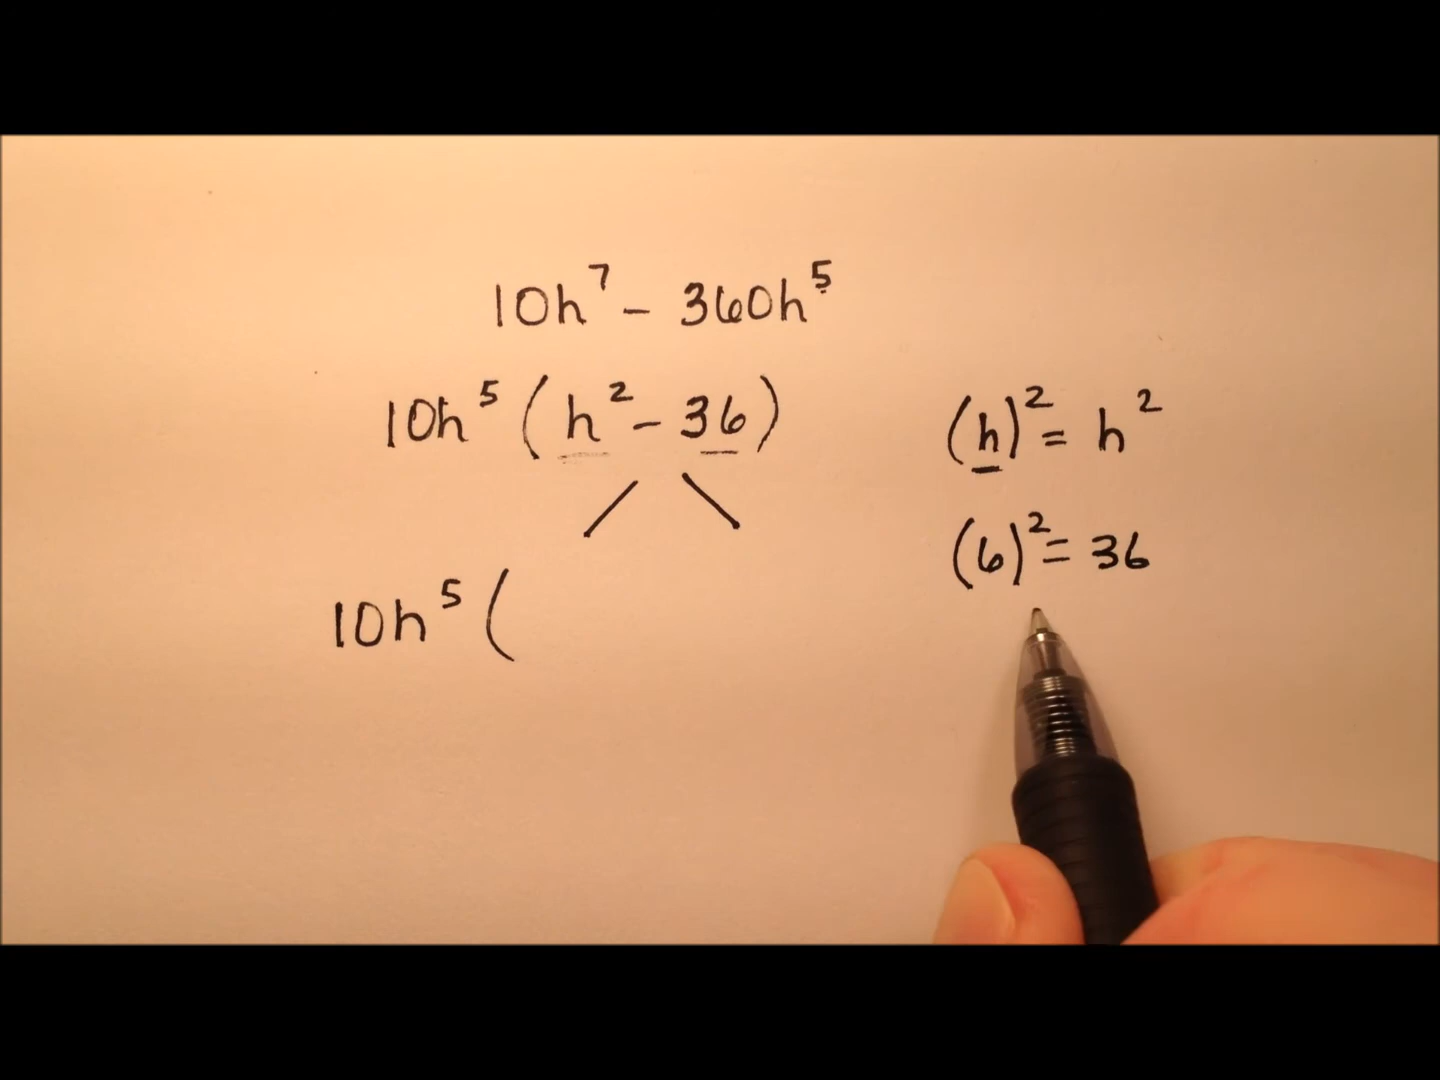 10h⁷ - 360h⁵
10h⁵ (h² - 36)
(h)² = h²
(6)² = 36
10h⁵ (